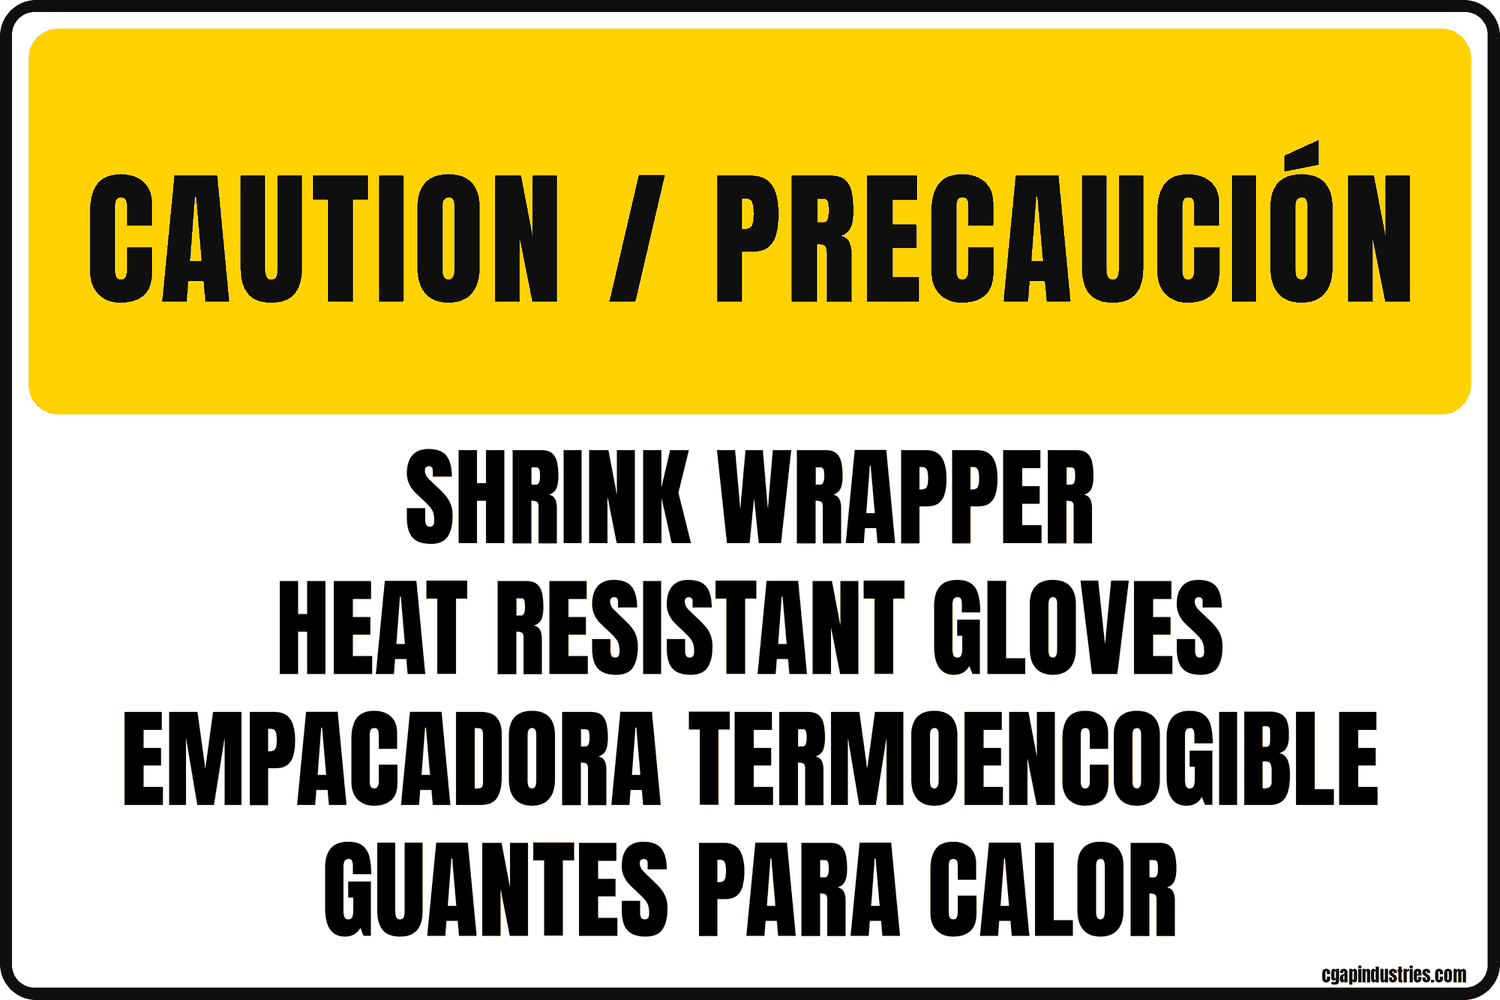 CAUTION / PRECAUCIÓN
SHRINK WRAPPER
HEAT RESISTANT GLOVES
EMPACADORA TERMOENCOGIBLE
GUANTES PARA CALOR
cgapindustries.com